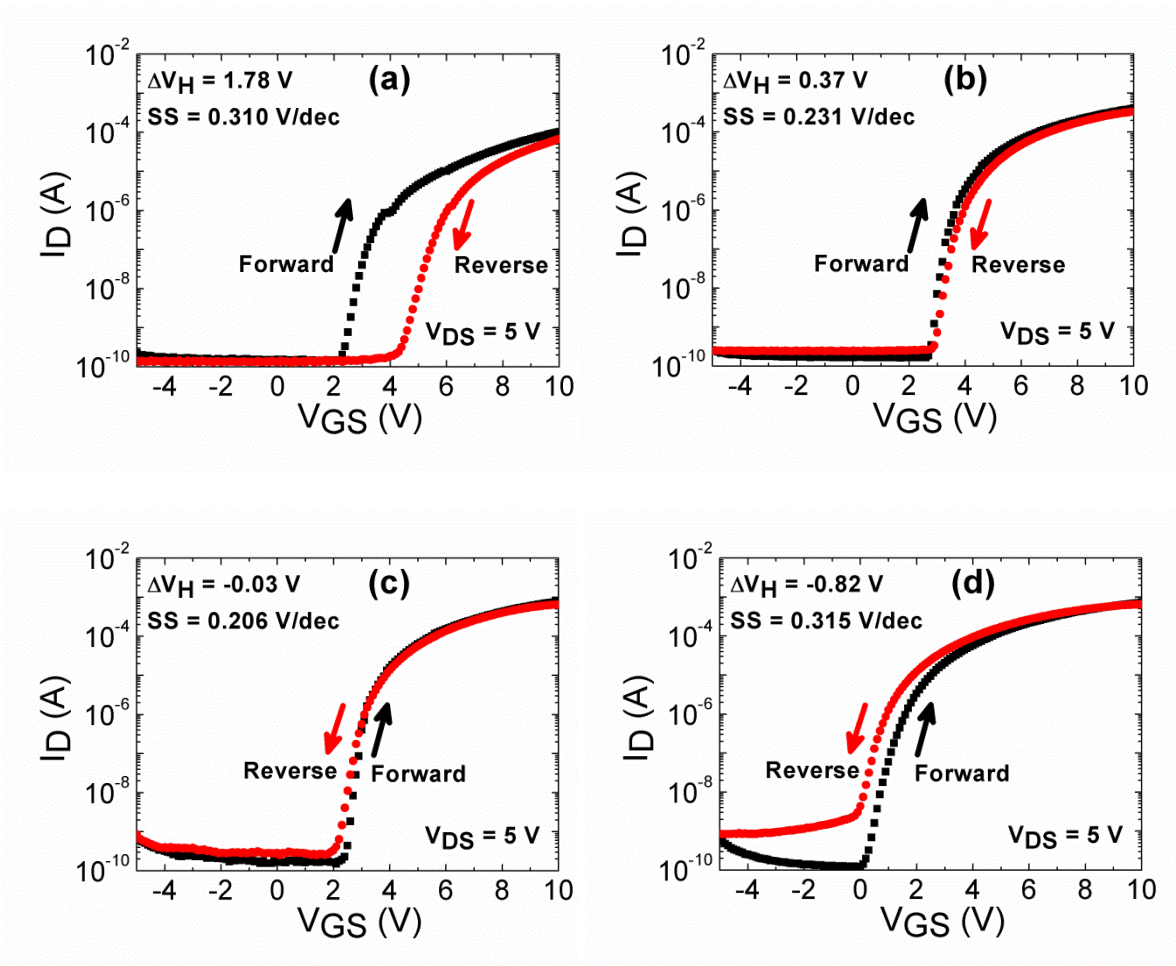 (a)
ΔV_H = 1.78 V
SS = 0.310 V/dec
10^-2
10^-4
10^-6
10^-8
10^-10
I_D (A)
Forward
Reverse
V_DS = 5 V
-4 -2 0 2 4 6 8 10
V_GS (V)
(b)
ΔV_H = 0.37 V
SS = 0.231 V/dec
10^-2
10^-4
10^-6
10^-8
10^-10
I_D (A)
Forward
Reverse
V_DS = 5 V
-4 -2 0 2 4 6 8 10
V_GS (V)
(c)
ΔV_H = -0.03 V
SS = 0.206 V/dec
10^-2
10^-4
10^-6
10^-8
10^-10
I_D (A)
Reverse
Forward
V_DS = 5 V
-4 -2 0 2 4 6 8 10
V_GS (V)
(d)
ΔV_H = -0.82 V
SS = 0.315 V/dec
10^-2
10^-4
10^-6
10^-8
10^-10
I_D (A)
Reverse
Forward
V_DS = 5 V
-4 -2 0 2 4 6 8 10
V_GS (V)